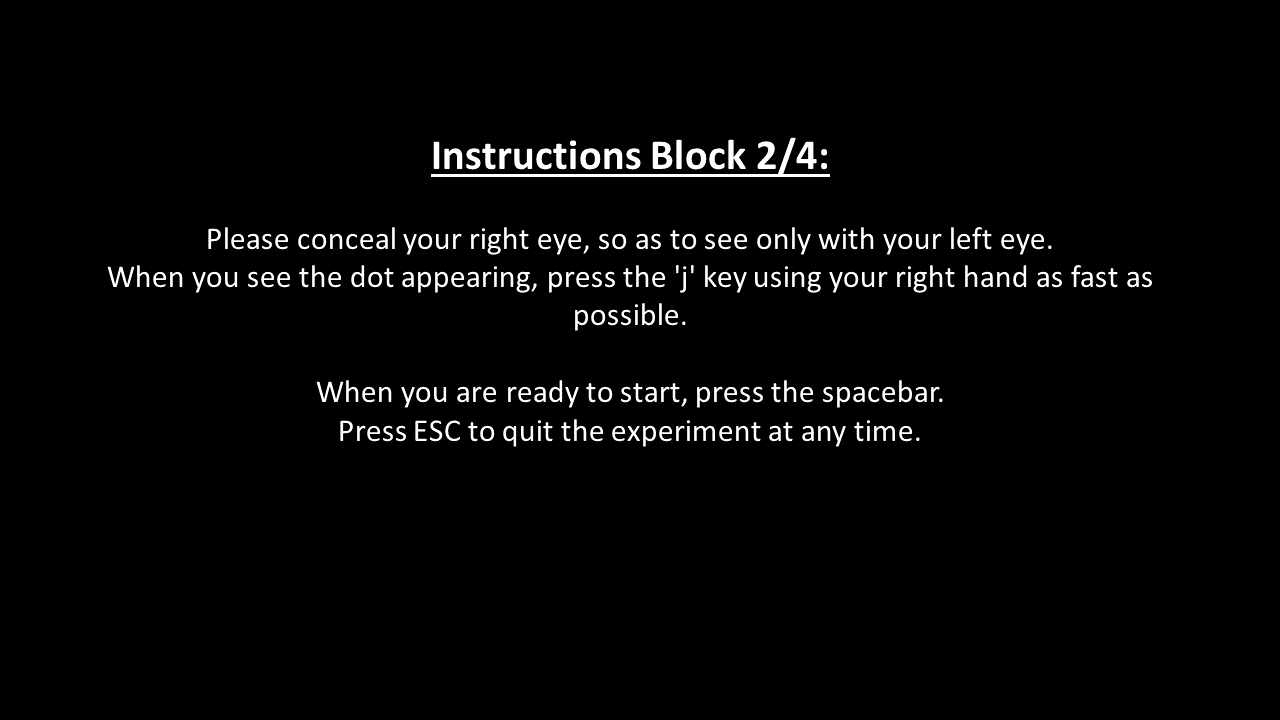 Instructions Block 2/4:
Please conceal your right eye, so as to see only with your left eye.
When you see the dot appearing, press the 'j' key using your right hand as fast as
possible.
When you are ready to start, press the spacebar.
Press ESC to quit the experiment at any time.